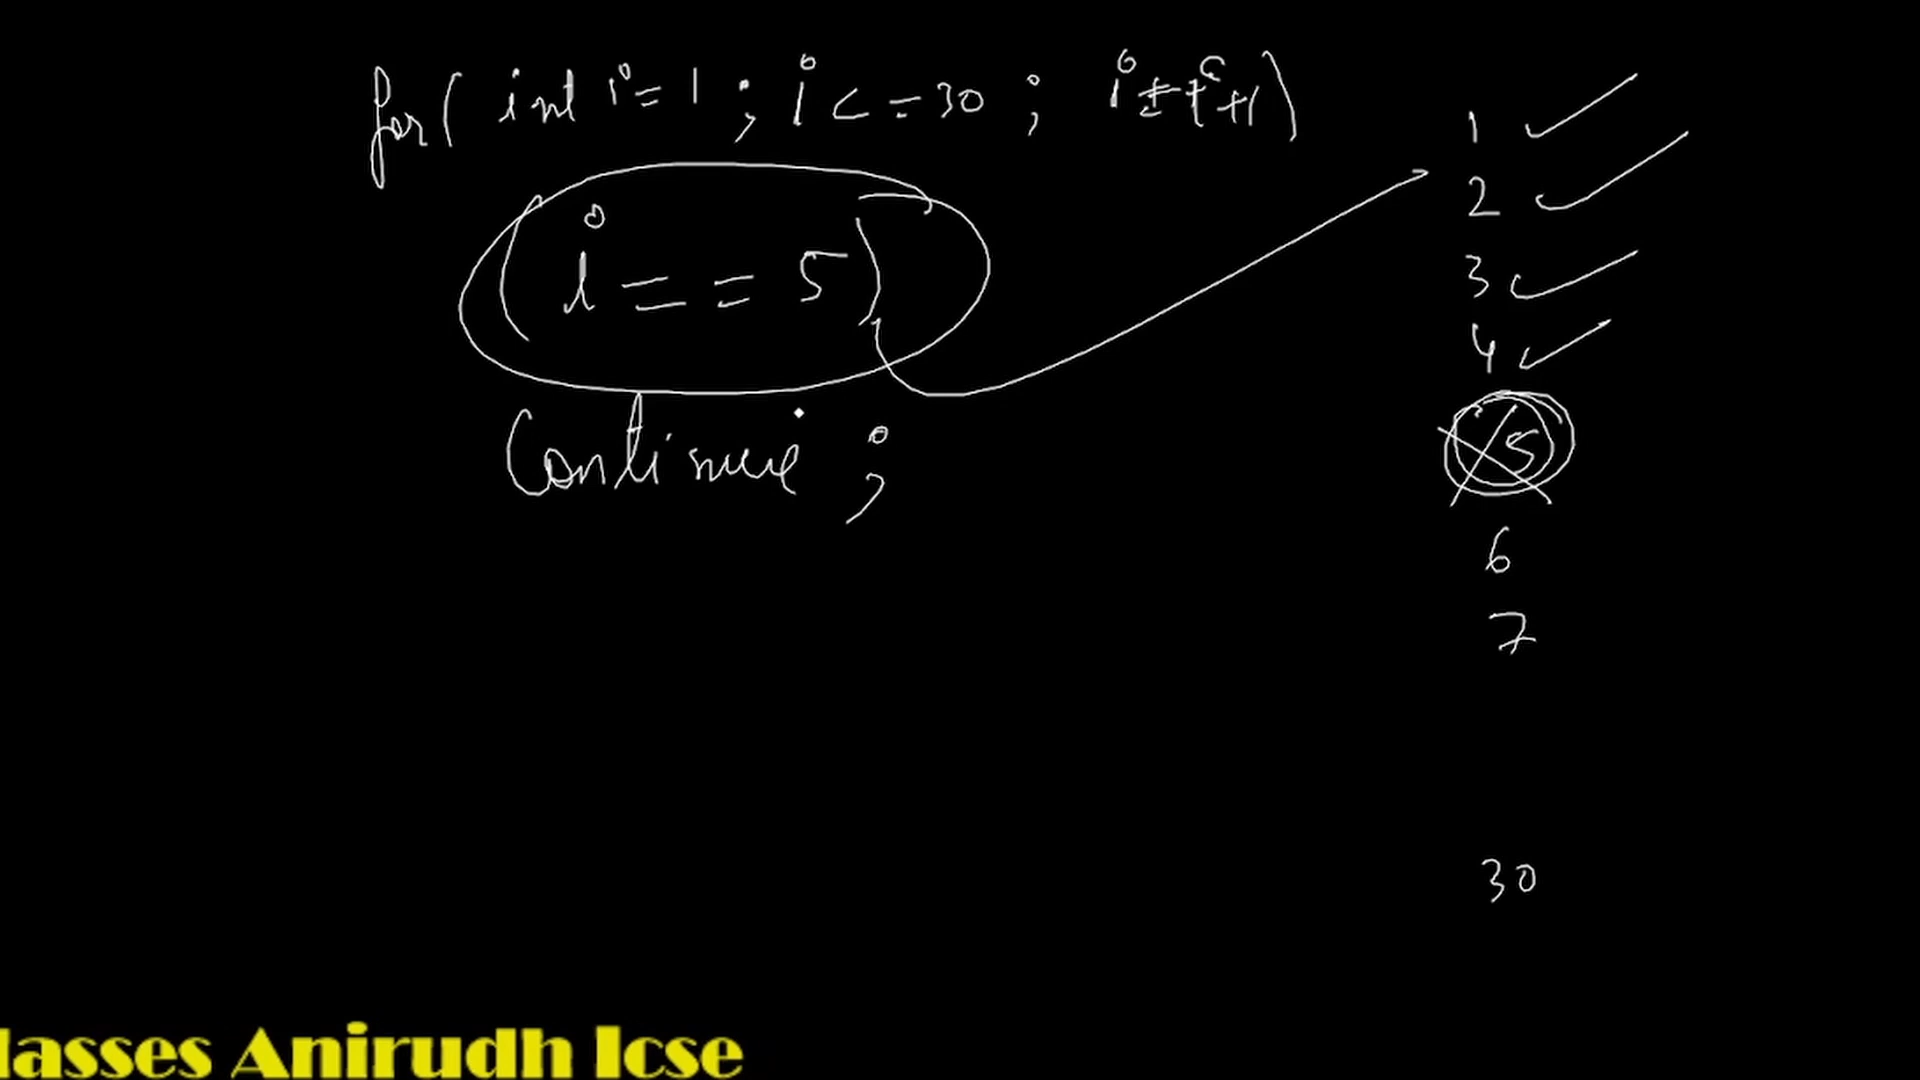 for( int i=1 ; i <=30 ; i=i+1)
(i == 5)
Continue ;
1
2
3
4
5
6
7
30
lasses Anirudh Icse